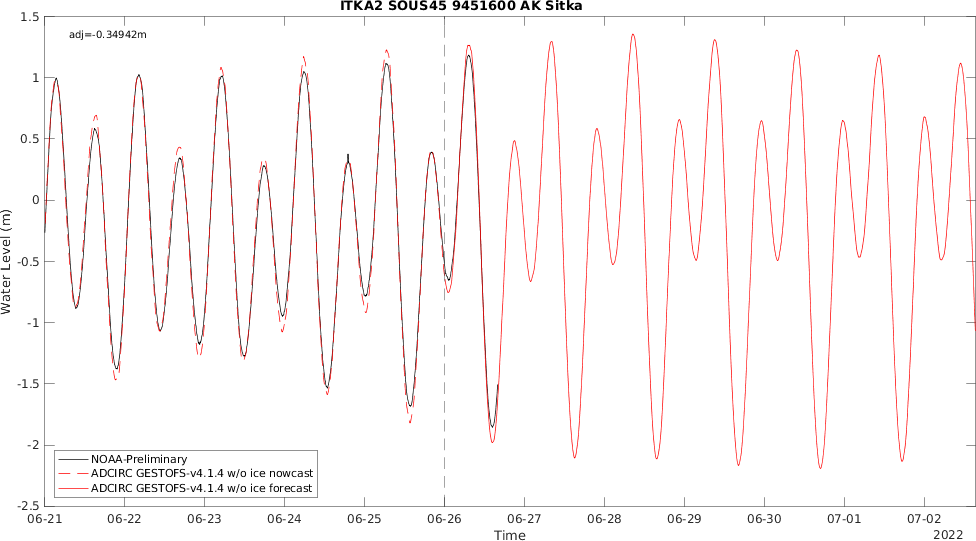 ITKA2 SOUS45 9451600 AK Sitka
adj=-0.34942m
1.5
1
0.5
0
-0.5
-1
-1.5
-2
-2.5
Water Level (m)
NOAA-Preliminary
ADCIRC GESTOFS-v4.1.4 w/o ice nowcast
ADCIRC GESTOFS-v4.1.4 w/o ice forecast
06-21 06-22 06-23 06-24 06-25 06-26 06-27 06-28 06-29 06-30 07-01 07-02
Time
2022